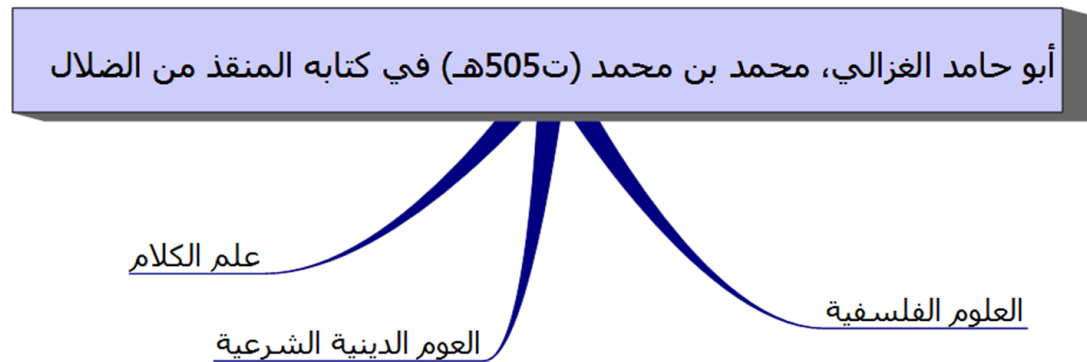 أبو حامد الغزالي، محمد بن محمد (ت505هـ) في كتابه المنقذ من الضلال
علم الكلام
العلوم الفلسفية
العوم الدينية الشرعية